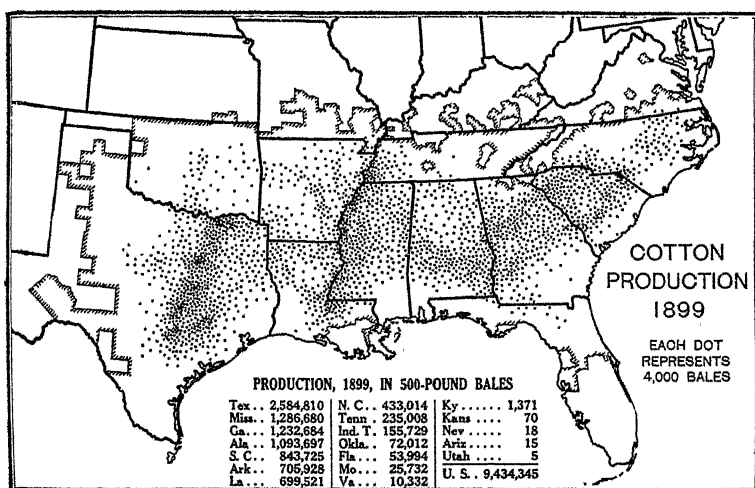 COTTON
PRODUCTION
1899
EACH DOT
REPRESENTS
4,000 BALES
PRODUCTION, 1899, IN 500-POUND BALES
Tex.. 2,584,810
Miss.. 1,286,680
Ga... 1,232,684
Ala.. 1,093,697
S. C.. 843,725
Ark.. 705,928
La... 699,521
N. C.. 433,014
Tenn. 235,008
Ind. T. 155,729
Okla.. 72,012
Fla... 53,994
Mo... 25,732
Va... 10,332
Ky...... 1,371
Kans.... 70
Nev.... 18
Ariz.... 15
Utah.... 5
U. S.. 9,434,345